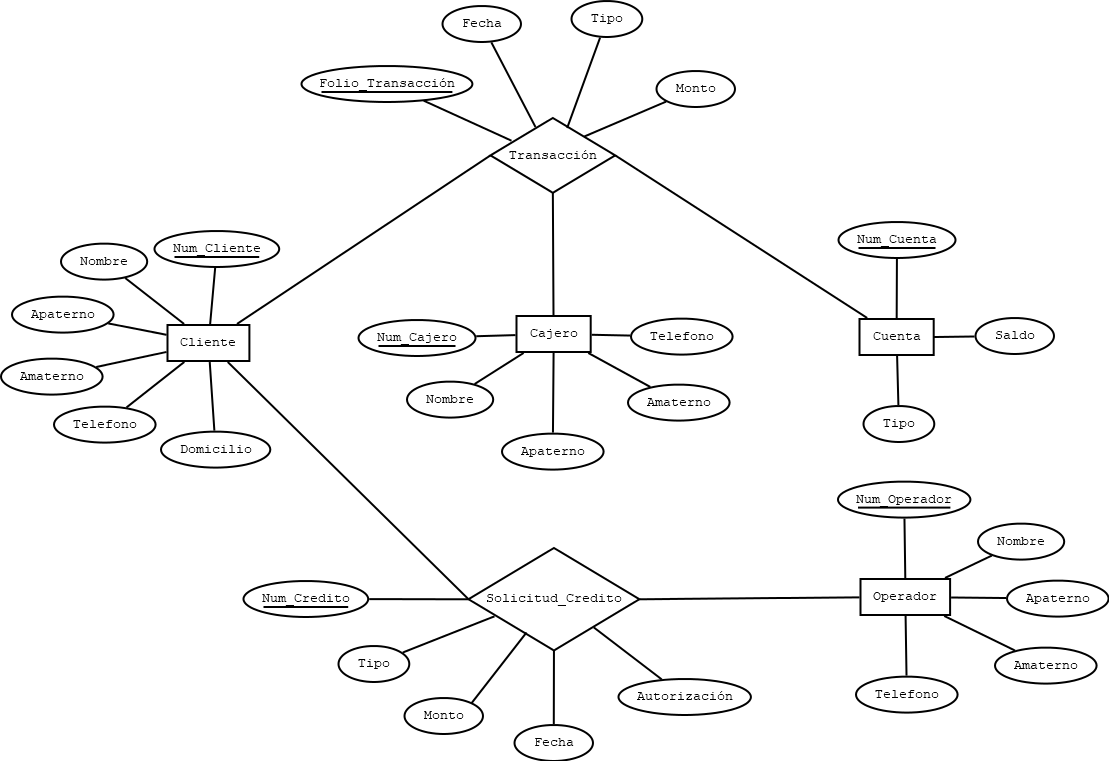 Fecha
Tipo
Folio_Transacción
Monto
Transacción
Num_Cliente
Nombre
Apaterno
Cliente
Amaterno
Telefono
Domicilio
Num_Cajero
Cajero
Telefono
Nombre
Amaterno
Apaterno
Num_Cuenta
Cuenta
Saldo
Tipo
Num_Credito
Solicitud_Credito
Tipo
Monto
Fecha
Autorización
Num_Operador
Nombre
Operador
Apaterno
Amaterno
Telefono